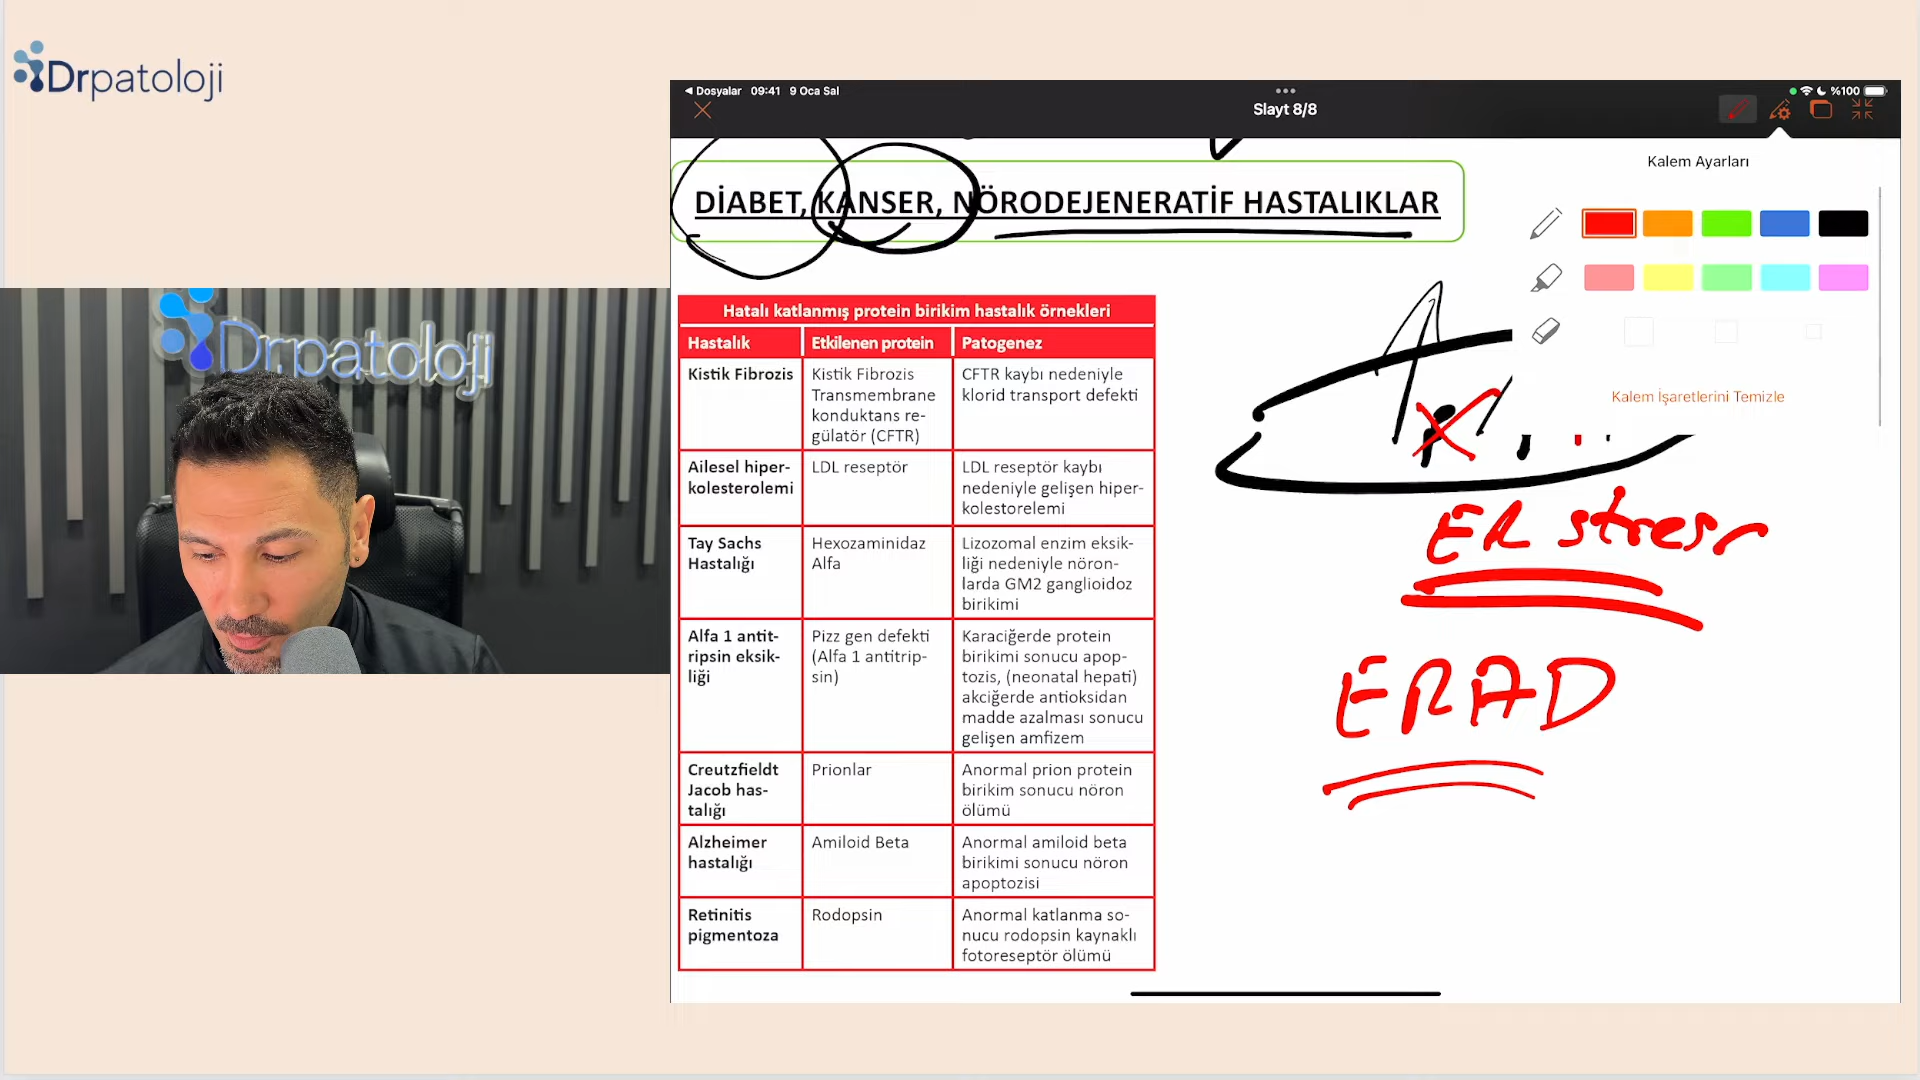 Drpatoloji
Drpatoloji
Dosyalar 09:41 9 Oca Sal
%100
Slayt 8/8
Kalem Ayarları
Kalem İşaretlerini Temizle
DİABET, KANSER, NÖRODEJENERATİF HASTALIKLAR
Hatalı katlanmış protein birikim hastalık örnekleri
Hastalık Etkilenen protein Patogenez
Kistik Fibrozis
Kistik Fibrozis
Transmembrane
konduktans re-
gülatör (CFTR)
CFTR kaybı nedeniyle
klorid transport defekti
Ailesel hiper-
kolesterolemi
LDL reseptör
LDL reseptör kaybı
nedeniyle gelişen hiper-
kolestorelemi
Tay Sachs
Hastalığı
Hexozaminidaz
Alfa
Lizozomal enzim eksik-
liği nedeniyle nöron-
larda GM2 ganglioidoz
birikimi
Alfa 1 antit-
ripsin eksik-
liği
Pizz gen defekti
(Alfa 1 antitrip-
sin)
Karaciğerde protein
birikimi sonucu apop-
tozis, (neonatal hepati)
akciğerde antioksidan
madde azalması sonucu
gelişen amfizem
Creutzfieldt
Jacob has-
talığı
Prionlar
Anormal prion protein
birikim sonucu nöron
ölümü
Alzheimer
hastalığı
Amiloid Beta
Anormal amiloid beta
birikimi sonucu nöron
apoptozisi
Retinitis
pigmentoza
Rodopsin
Anormal katlanma so-
nucu rodopsin kaynaklı
fotoreseptör ölümü
ER stresr
ERAD